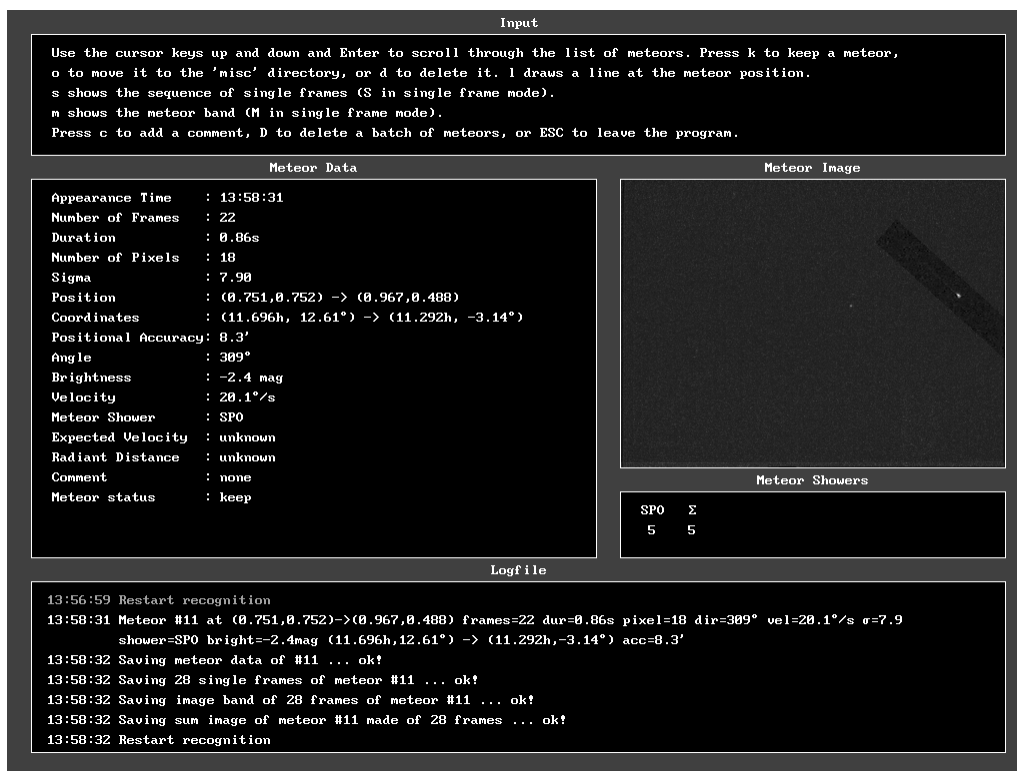 Input
Use the cursor keys up and down and Enter to scroll through the list of meteors. Press k to keep a meteor,
o to move it to the 'misc' directory, or d to delete it. l draws a line at the meteor position.
s shows the sequence of single frames (S in single frame mode).
m shows the meteor band (M in single frame mode).
Press c to add a comment, D to delete a batch of meteors, or ESC to leave the program.
Meteor Data
Appearance Time : 13:58:31
Number of Frames : 22
Duration : 0.86s
Number of Pixels : 18
Sigma : 7.90
Position : (0.751,0.752) -> (0.967,0.488)
Coordinates : (11.696h, 12.61°) -> (11.292h, -3.14°)
Positional Accuracy: 8.3'
Angle : 309°
Brightness : -2.4 mag
Velocity : 20.1°/s
Meteor Shower : SPO
Expected Velocity : unknown
Radiant Distance : unknown
Comment : none
Meteor status : keep
Meteor Image
Meteor Showers
SPO Σ
5 5
Logfile
13:56:59 Restart recognition
13:58:31 Meteor #11 at (0.751,0.752)->(0.967,0.488) frames=22 dur=0.86s pixel=18 dir=309° vel=20.1°/s σ=7.9
shower=SPO bright=-2.4mag (11.696h,12.61°) -> (11.292h,-3.14°) acc=8.3'
13:58:32 Saving meteor data of #11 ... ok!
13:58:32 Saving 28 single frames of meteor #11 ... ok!
13:58:32 Saving image band of 28 frames of meteor #11 ... ok!
13:58:32 Saving sum image of meteor #11 made of 28 frames ... ok!
13:58:32 Restart recognition